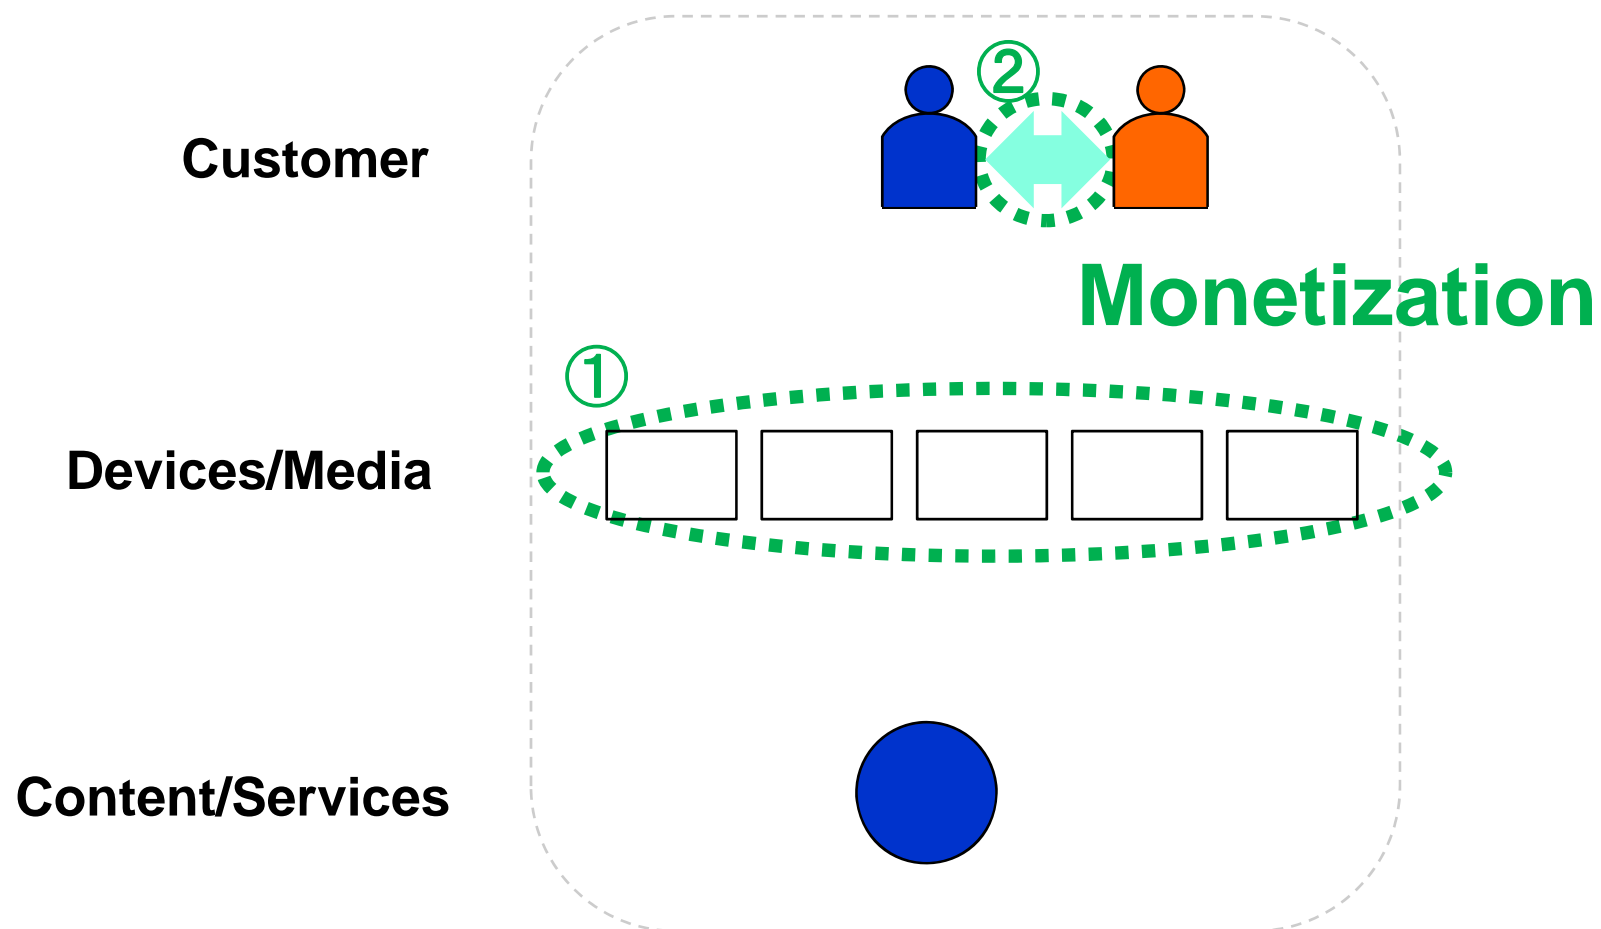 ②
Customer
Monetization
①
Devices/Media
Content/Services